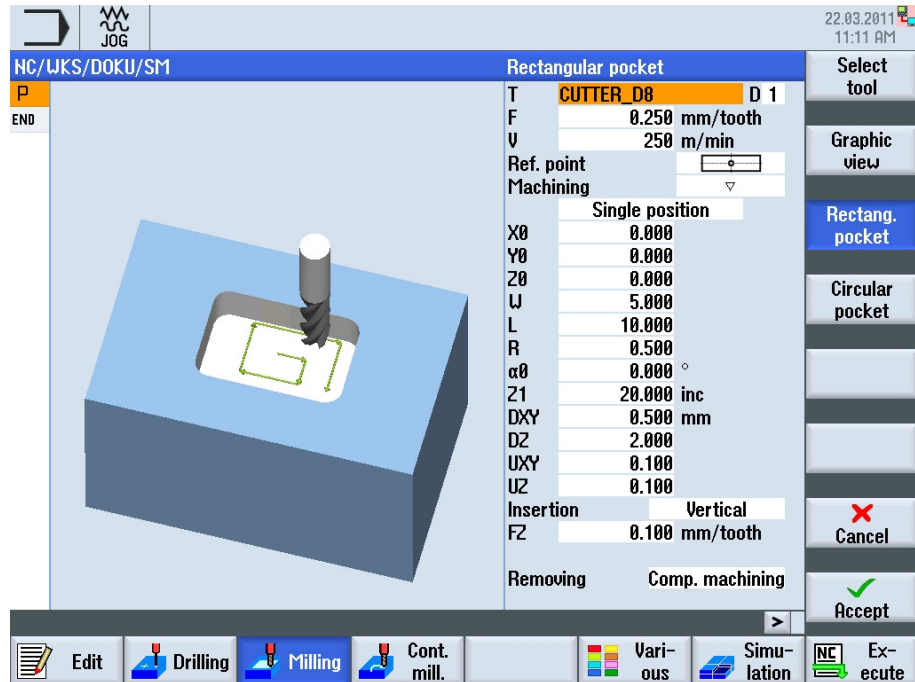 22.03.2011
JOG
11:11 AM
NC/WKS/DOKU/SM
Rectangular pocket
Select
tool
P
T CUTTER_D8 D 1
END
F 0.250 mm/tooth
V 250 m/min
Graphic
view
Ref. point
Machining
Single position
Rectang.
pocket
X0 0.000
Y0 0.000
Z0 0.000
Circular
pocket
W 5.000
L 10.000
R 0.500
α0 0.000 °
Z1 20.000 inc
DXY 0.500 mm
DZ 2.000
UXY 0.100
UZ 0.100
Insertion Vertical
FZ 0.100 mm/tooth
Cancel
Removing Comp. machining
Accept
>
Edit
Drilling
Milling
Cont.
mill.
Vari-
ous
Simu-
lation
NC
Ex-
ecute